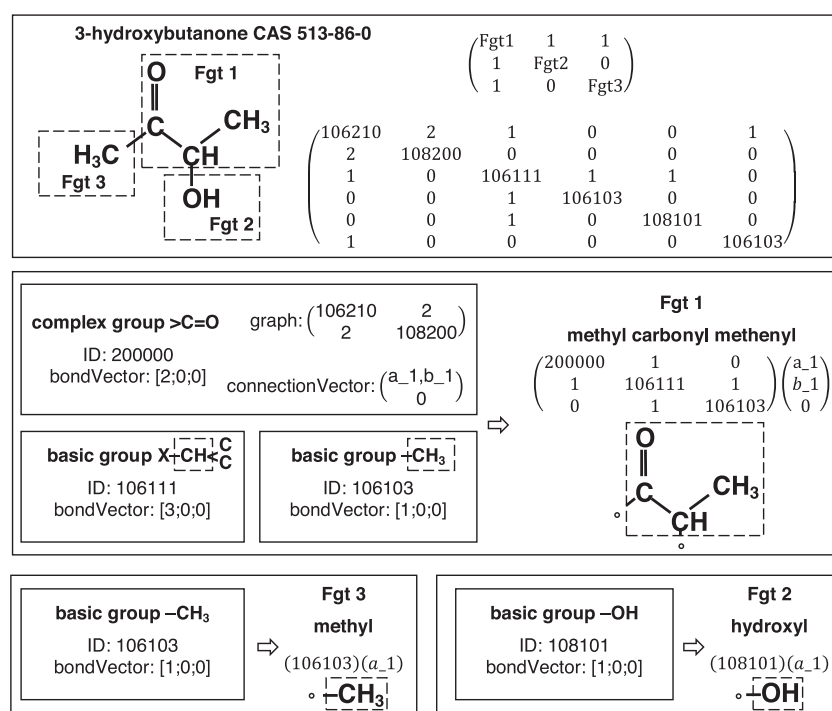 3-hydroxybutanone CAS 513-86-0
Fgt1 1 1
1 Fgt2 0
1 0 Fgt3
O
Fgt 1
C
CH₃
H₃C
CH
Fgt 3
OH
Fgt 2
106210 2 1 0 0 1
2 108200 0 0 0 0
1 0 106111 1 1 0
0 0 1 106103 0 0
0 0 1 0 108101 0
1 0 0 0 0 106103
complex group >C=O
ID: 200000
bondVector: [2;0;0]
graph: (106210 2
2 108200)
connectionVector: (a_1,b_1
0)
basic group X–CH<C
C
ID: 106111
bondVector: [3;0;0]
basic group –CH₃
ID: 106103
bondVector: [1;0;0]
⇨
Fgt 1
methyl carbonyl methenyl
(200000 1 0)(a_1)
(1 106111 1)(b_1)
(0 1 106103)(0)
O
C
CH₃
CH
basic group –CH₃
ID: 106103
bondVector: [1;0;0]
⇨
Fgt 3
methyl
(106103)(a_1)
–CH₃
basic group –OH
ID: 108101
bondVector: [1;0;0]
⇨
Fgt 2
hydroxyl
(108101)(a_1)
–OH